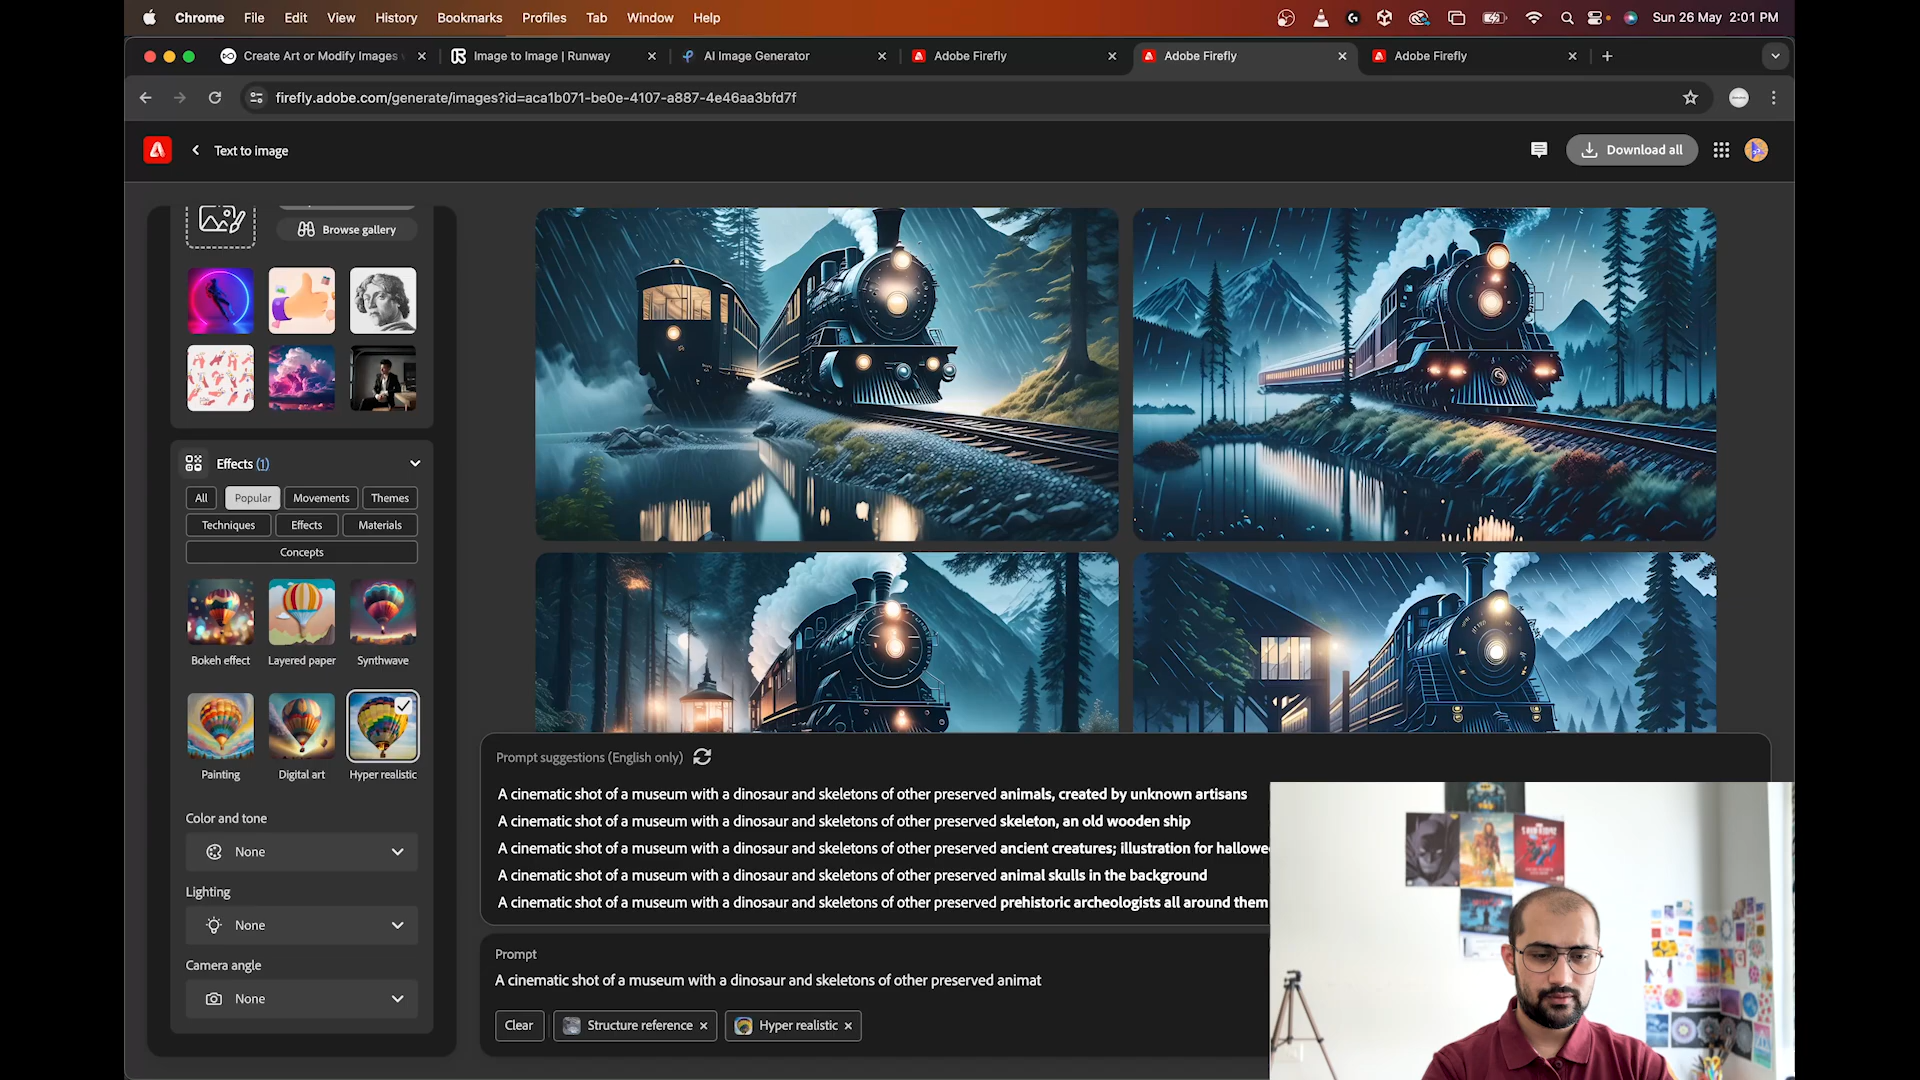 Chrome File Edit View History Bookmarks Profiles Tab Window Help Sun 26 May 2:01 PM
Create Art or Modify Images Image to Image | Runway AI Image Generator Adobe Firefly Adobe Firefly Adobe Firefly
firefly.adobe.com/generate/images?id=aca1b071-be0e-4107-a887-4e46aa3bfd7f
Text to image Download all
Browse gallery
Effects (1)
All Popular Movements Themes
Techniques Effects Materials
Concepts
Bokeh effect Layered paper Synthwave
Painting Digital art Hyper realistic
Color and tone
None
Lighting
None
Camera angle
None
Prompt suggestions (English only)
A cinematic shot of a museum with a dinosaur and skeletons of other preserved animals, created by unknown artisans
A cinematic shot of a museum with a dinosaur and skeletons of other preserved skeleton, an old wooden ship
A cinematic shot of a museum with a dinosaur and skeletons of other preserved ancient creatures; illustration for hallowe
A cinematic shot of a museum with a dinosaur and skeletons of other preserved animal skulls in the background
A cinematic shot of a museum with a dinosaur and skeletons of other preserved prehistoric archeologists all around them
Prompt
A cinematic shot of a museum with a dinosaur and skeletons of other preserved animat
Clear Structure reference Hyper realistic